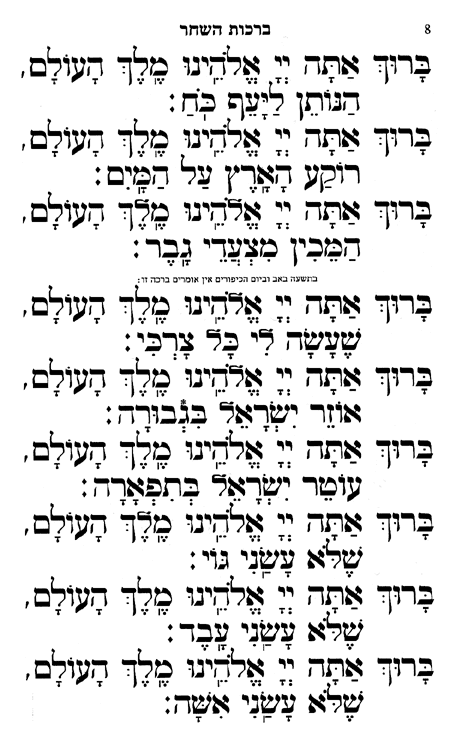 8 ברכות השחר
בָּרוּךְ אַתָּה יְיָ אֱלֹהֵינוּ מֶלֶךְ הָעוֹלָם,
הַנּוֹתֵן לַיָּעֵף כֹּחַ:
בָּרוּךְ אַתָּה יְיָ אֱלֹהֵינוּ מֶלֶךְ הָעוֹלָם,
רוֹקַע הָאָרֶץ עַל הַמָּיִם:
בָּרוּךְ אַתָּה יְיָ אֱלֹהֵינוּ מֶלֶךְ הָעוֹלָם,
הַמֵּכִין מִצְעֲדֵי גָבֶר:
בתשעה באב וביום הכיפורים אין אומרים ברכה זו:
בָּרוּךְ אַתָּה יְיָ אֱלֹהֵינוּ מֶלֶךְ הָעוֹלָם,
שֶׁעָשָׂה לִי כָּל צָרְכִּי:
בָּרוּךְ אַתָּה יְיָ אֱלֹהֵינוּ מֶלֶךְ הָעוֹלָם,
אוֹזֵר יִשְׂרָאֵל בִּגְבוּרָה:
בָּרוּךְ אַתָּה יְיָ אֱלֹהֵינוּ מֶלֶךְ הָעוֹלָם,
עוֹטֵר יִשְׂרָאֵל בְּתִפְאָרָה:
בָּרוּךְ אַתָּה יְיָ אֱלֹהֵינוּ מֶלֶךְ הָעוֹלָם,
שֶׁלֹּא עָשַׂנִי גּוֹי:
בָּרוּךְ אַתָּה יְיָ אֱלֹהֵינוּ מֶלֶךְ הָעוֹלָם,
שֶׁלֹּא עָשַׂנִי עָבֶד:
בָּרוּךְ אַתָּה יְיָ אֱלֹהֵינוּ מֶלֶךְ הָעוֹלָם,
שֶׁלֹּא עָשַׂנִי אִשָּׁה: